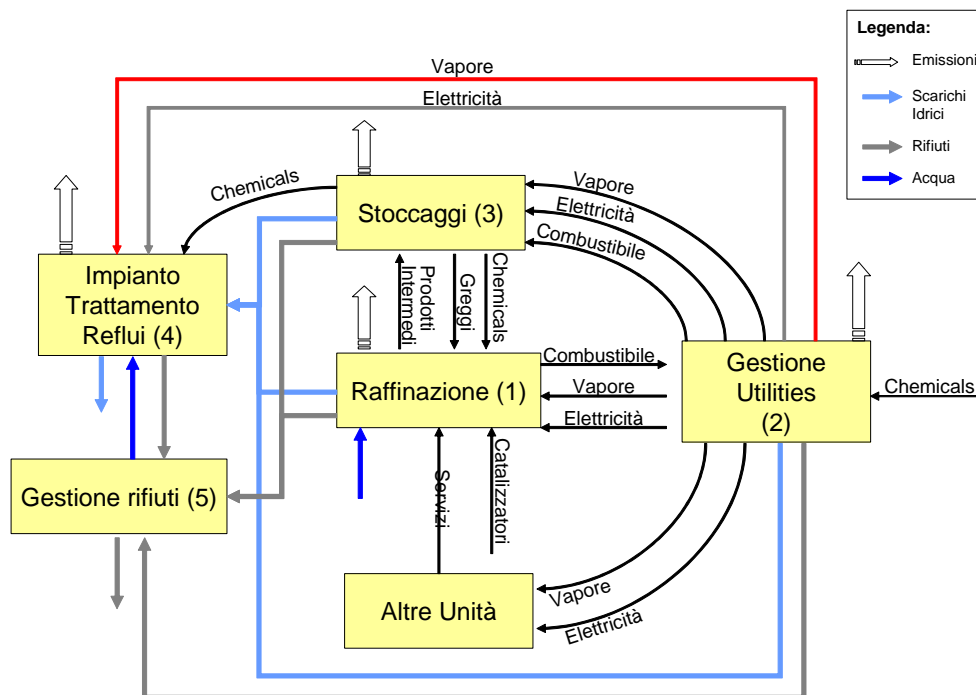 Legenda:
Emissioni
Scarichi
Idrici
Rifiuti
Acqua
Vapore
Elettricità
Chemicals
Stoccaggi (3)
Vapore
Elettricità
Combustibile
Impianto
Trattamento
Reflui (4)
Prodotti
Intermedi
Greggi
Chemicals
Raffinazione (1)
Combustibile
Vapore
Elettricità
Gestione
Utilities
(2)
Chemicals
Gestione rifiuti (5)
Servizi
Catalizzatori
Altre Unità
Vapore
Elettricità